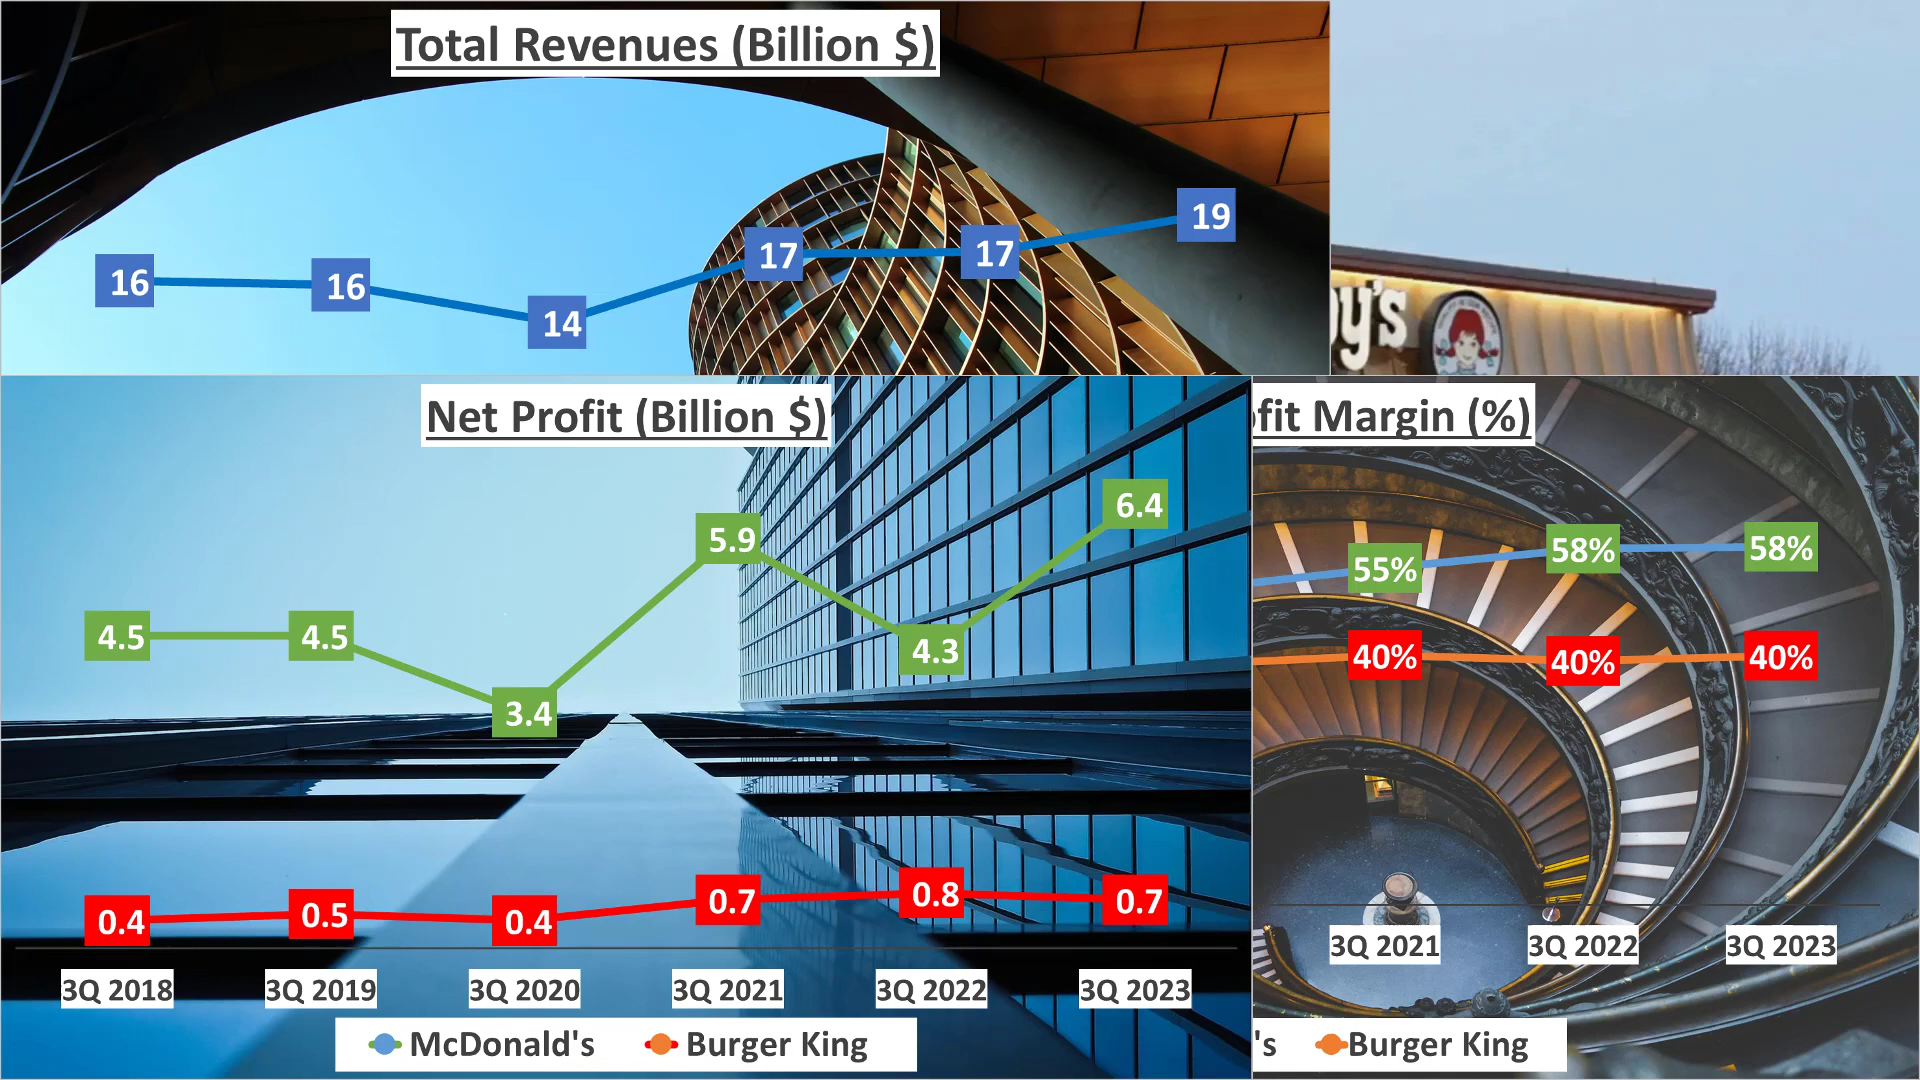 Total Revenues (Billion $)
19
17
17
16
16
14
y's
Net Profit (Billion $)
6.4
5.9
4.5
4.5
4.3
3.4
0.4
0.5
0.4
0.7
0.8
0.7
3Q 2018
3Q 2019
3Q 2020
3Q 2021
3Q 2022
3Q 2023
McDonald's
Burger King
ofit Margin (%)
55%
58%
58%
40%
40%
40%
3Q 2021
3Q 2022
3Q 2023
's
Burger King